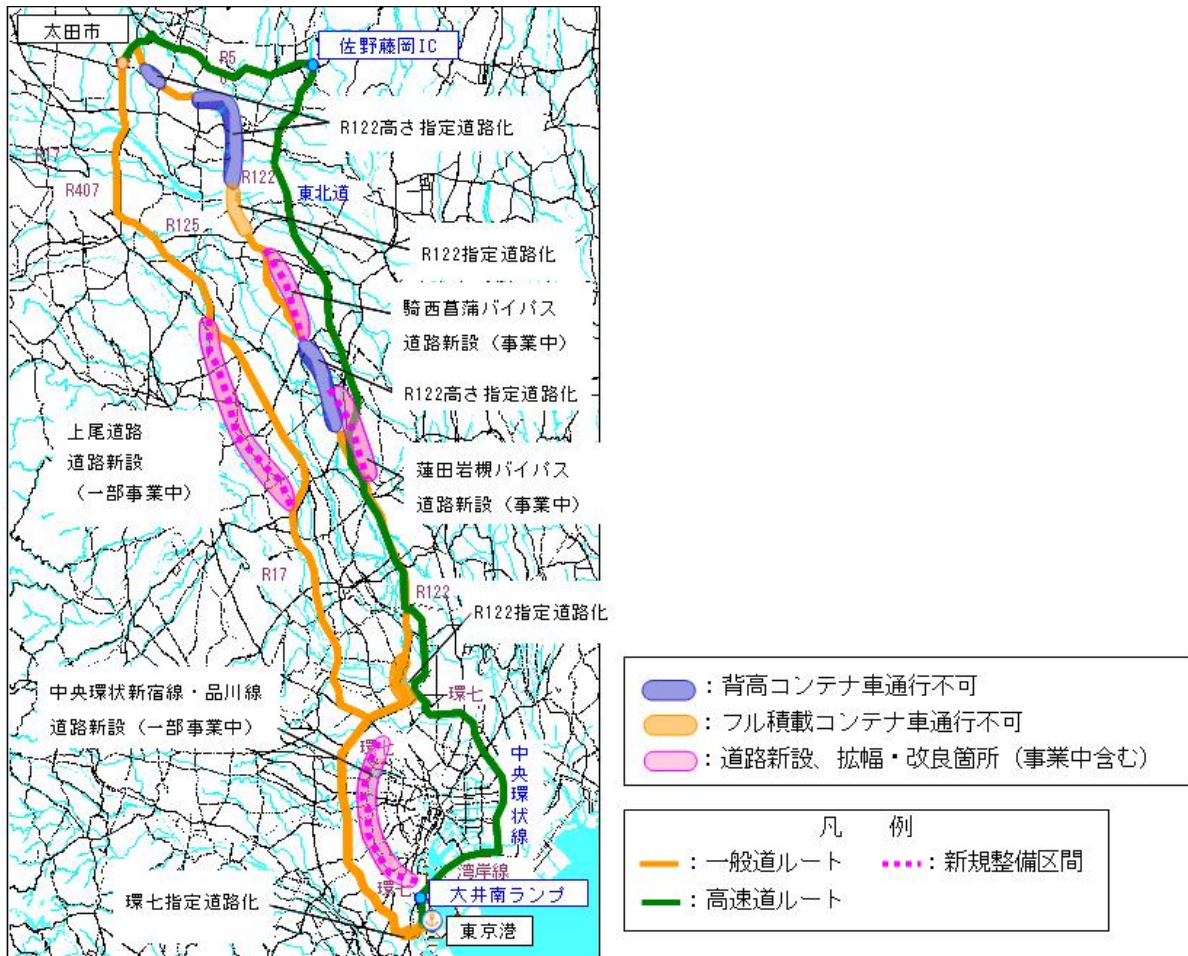 太田市
佐野藤岡IC
R5
0
R122高さ指定道路化
R17
R407
R122
東北道
R125
R122指定道路化
騎西菖蒲バイパス
道路新設（事業中）
R122高さ指定道路化
上尾道路
道路新設
（一部事業中）
蓮田岩槻バイパス
道路新設（事業中）
R17
R122
R122指定道路化
中央環状新宿線・品川線
道路新設（一部事業中）
環七
環七
中央環状線
湾岸線
環七
大井南ランプ
環七指定道路化
東京港
：背高コンテナ車通行不可
：フル積載コンテナ車通行不可
：道路新設、拡幅・改良箇所（事業中含む）
凡　例
：一般道ルート
：新規整備区間
：高速道ルート